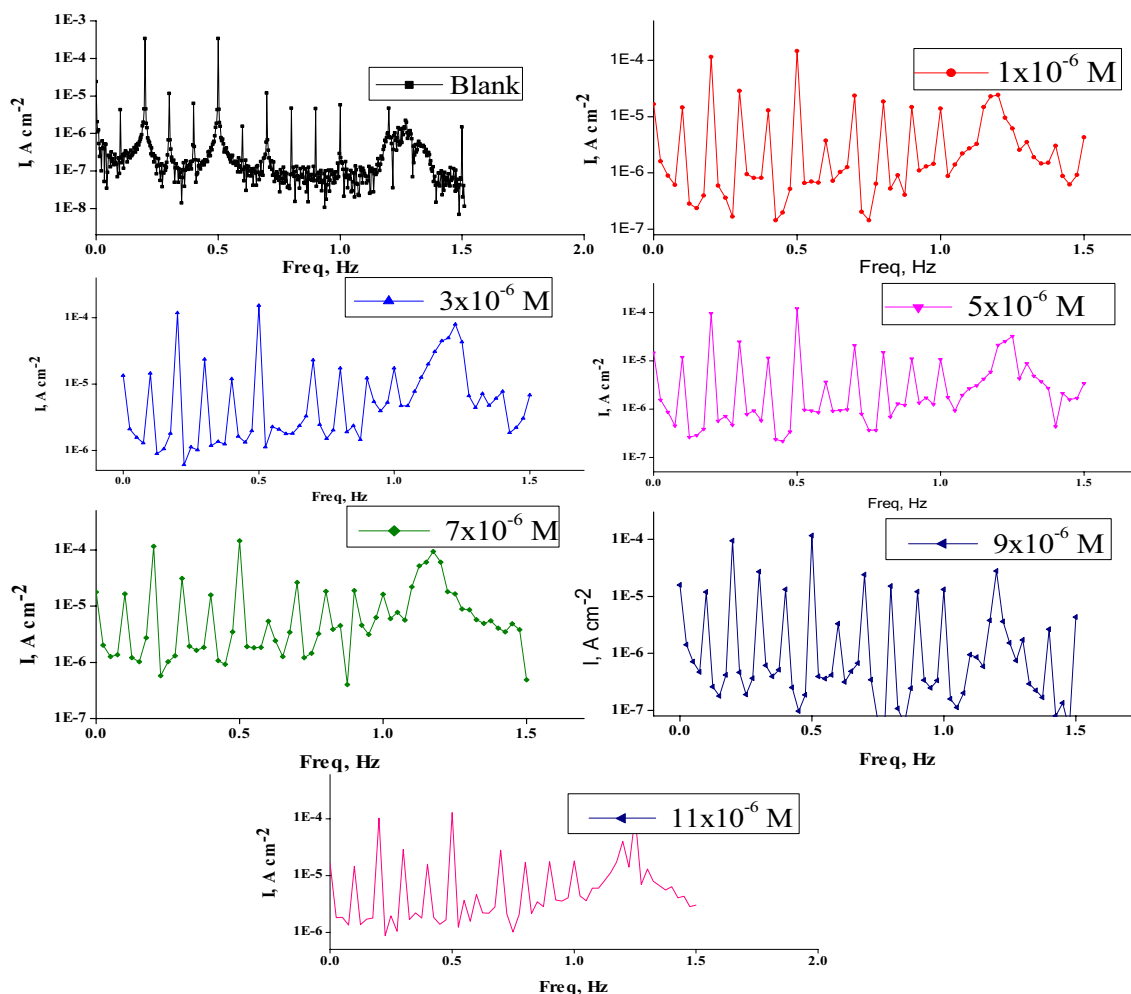 1E-3
1E-4
1E-5
1E-6
1E-7
1E-8
I, A cm-2
Blank
0.0 0.5 1.0 1.5 2.0
Freq, Hz
1E-4
1E-5
1E-6
1E-7
I, A cm-2
1x10-6 M
0.0 0.5 1.0 1.5
Freq, Hz
1E-4
1E-5
1E-6
I, A cm-2
3x10-6 M
0.0 0.5 1.0 1.5
Freq, Hz
1E-4
1E-5
1E-6
1E-7
I, A cm-2
5x10-6 M
0.0 0.5 1.0 1.5
Freq, Hz
1E-4
1E-5
1E-6
1E-7
I, A cm-2
7x10-6 M
0.0 0.5 1.0 1.5
Freq, Hz
1E-4
1E-5
1E-6
1E-7
I, A cm-2
9x10-6 M
0.0 0.5 1.0 1.5
Freq, Hz
1E-4
1E-5
1E-6
I, A cm-2
11x10-6 M
0.0 0.5 1.0 1.5 2.0
Freq, Hz